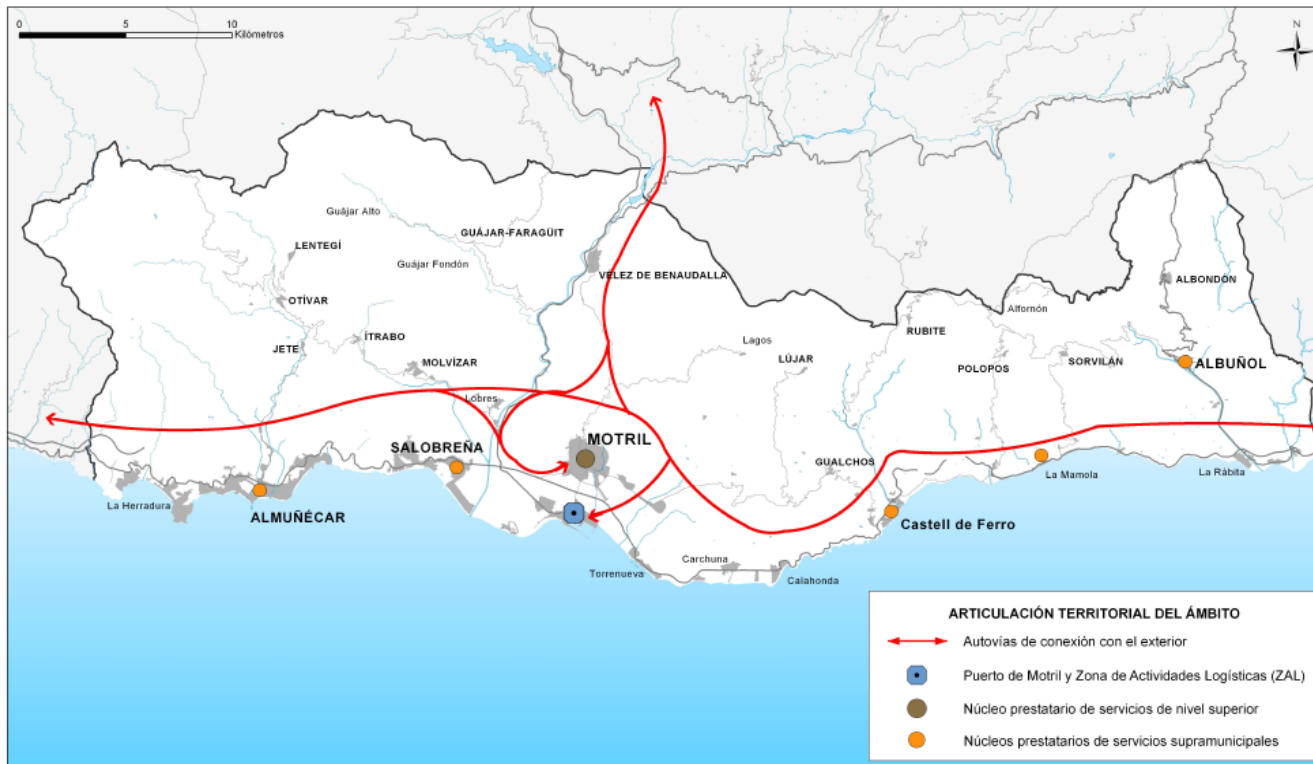 0 5 10
Kilómetros
N
Guájar Alto
GUÁJAR-FARAGÜIT
LENTEGÍ
Guájar Fondón
VÉLEZ DE BENAUDALLA
ALBONDÓN
OTÍVAR
Alfornón
RUBITE
ÍTRABO
JETE
Lagos
LÚJAR
SORVILÁN
ALBUÑOL
MOLVÍZAR
POLOPOS
Lobres
MOTRIL
SALOBREÑA
GUALCHOS
La Mamola
La Rábita
La Herradura
ALMUÑÉCAR
Castell de Ferro
Carchuna
Torrenueva
Calahonda
ARTICULACIÓN TERRITORIAL DEL ÁMBITO
Autovías de conexión con el exterior
Puerto de Motril y Zona de Actividades Logísticas (ZAL)
Núcleo prestatario de servicios de nivel superior
Núcleos prestatarios de servicios supramunicipales